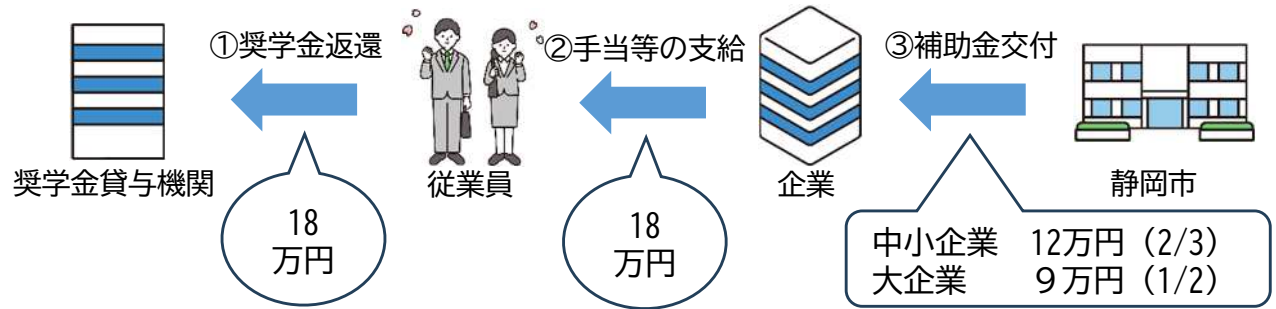 ①奨学金返還
②手当等の支給
③補助金交付
奨学金貸与機関
従業員
企業
静岡市
18
万円
18
万円
中小企業　12万円（2/3）
大企業　　９万円（1/2）